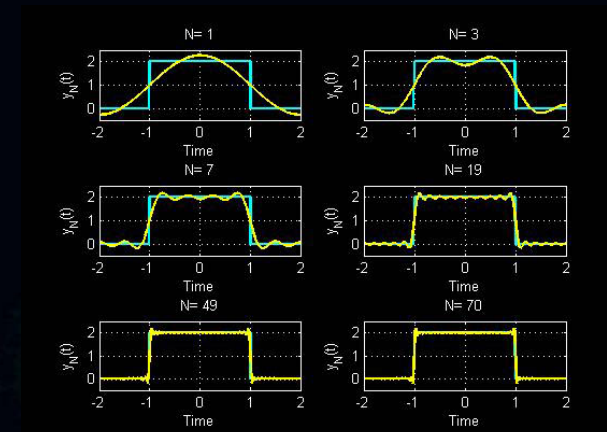 N= 1
2
1
0
y_N(t)
-2 -1 0 1 2
Time
N= 3
2
1
0
y_N(t)
-2 -1 0 1 2
Time
N= 7
2
1
0
y_N(t)
-2 -1 0 1 2
Time
N= 19
2
1
0
y_N(t)
-2 -1 0 1 2
Time
N= 49
2
1
0
y_N(t)
-2 -1 0 1 2
Time
N= 70
2
1
0
y_N(t)
-2 -1 0 1 2
Time